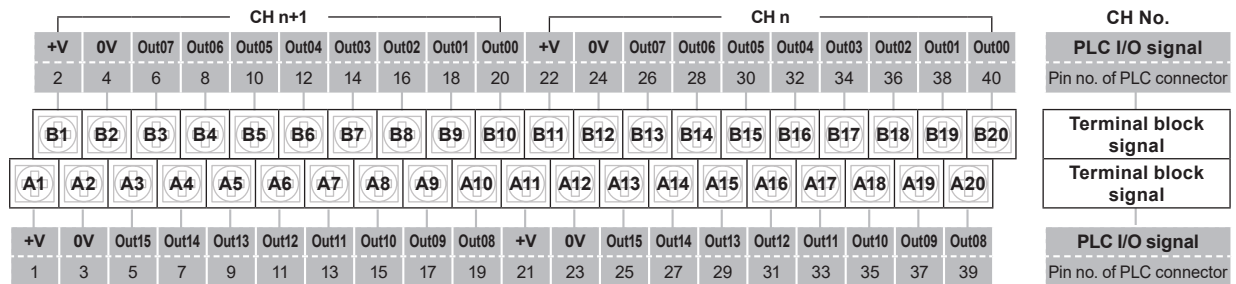 CH n+1 CH n CH No.
+V 0V Out07 Out06 Out05 Out04 Out03 Out02 Out01 Out00 +V 0V Out07 Out06 Out05 Out04 Out03 Out02 Out01 Out00 PLC I/O signal
2 4 6 8 10 12 14 16 18 20 22 24 26 28 30 32 34 36 38 40 Pin no. of PLC connector
B1 B2 B3 B4 B5 B6 B7 B8 B9 B10 B11 B12 B13 B14 B15 B16 B17 B18 B19 B20 Terminal block
signal
A1 A2 A3 A4 A5 A6 A7 A8 A9 A10 A11 A12 A13 A14 A15 A16 A17 A18 A19 A20 Terminal block
signal
+V 0V Out15 Out14 Out13 Out12 Out11 Out10 Out09 Out08 +V 0V Out15 Out14 Out13 Out12 Out11 Out10 Out09 Out08 PLC I/O signal
1 3 5 7 9 11 13 15 17 19 21 23 25 27 29 31 33 35 37 39 Pin no. of PLC connector